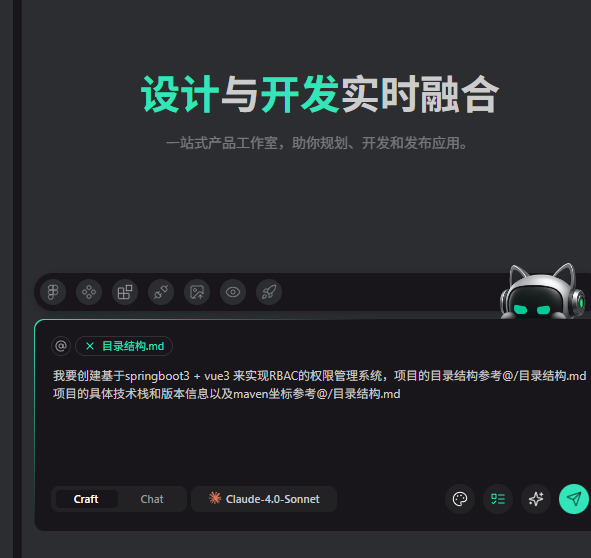 设计与开发实时融合
一站式产品工作室，助你规划、开发和发布应用。
@ × 目录结构.md
我要创建基于springboot3 + vue3 来实现RBAC的权限管理系统，项目的目录结构参考@/目录结构.md
项目的具体技术栈和版本信息以及maven坐标参考@/目录结构.md
Craft Chat Claude-4.0-Sonnet